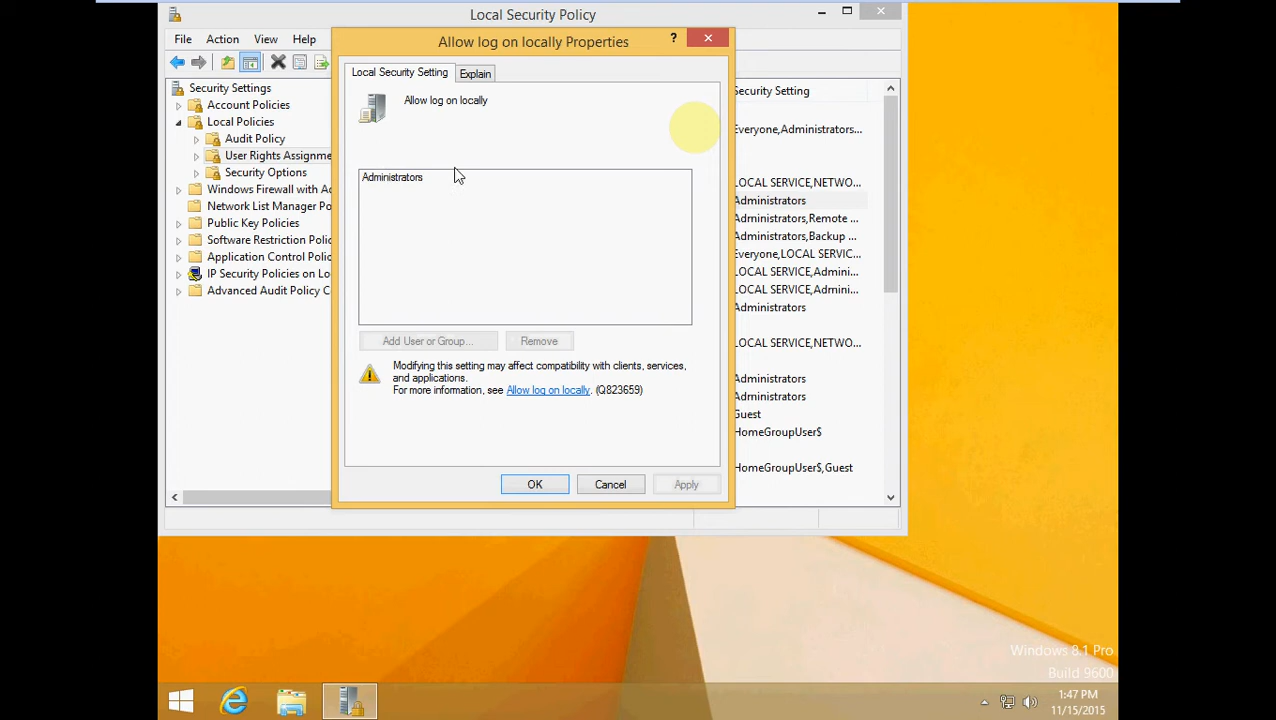 Local Security Policy
File Action View Help
Allow log on locally Properties
?
Local Security Setting
Explain
Allow log on locally
Administrators
Add User or Group...
Remove
Modifying this setting may affect compatibility with clients, services,
and applications.
For more information, see Allow log on locally. (Q823659)
OK
Cancel
Apply
Security Settings
Account Policies
Local Policies
Audit Policy
User Rights Assignme
Security Options
Windows Firewall with Ad
Network List Manager Po
Public Key Policies
Software Restriction Polic
Application Control Polic
IP Security Policies on Lo
Advanced Audit Policy C
Security Setting
Everyone,Administrators...
LOCAL SERVICE,NETWO...
Administrators
Administrators,Remote ...
Administrators,Backup ...
Everyone,LOCAL SERVIC...
LOCAL SERVICE,Admini...
LOCAL SERVICE,Admini...
Administrators
LOCAL SERVICE,NETWO...
Administrators
Administrators
Guest
HomeGroupUser$
HomeGroupUser$,Guest
Windows 8.1 Pro
Build 9600
1:47 PM
11/15/2015